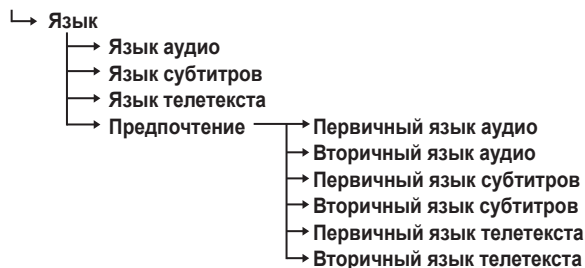 Язык
Язык аудио
Язык субтитров
Язык телетекста
Предпочтение
Первичный язык аудио
Вторичный язык аудио
Первичный язык субтитров
Вторичный язык субтитров
Первичный язык телетекста
Вторичный язык телетекста